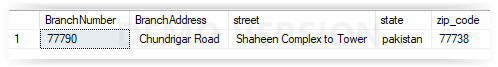 BranchNumber BranchAddress street state zip_code
1 77790 Chundrigar Road Shaheen Complex to Tower pakistan 77738